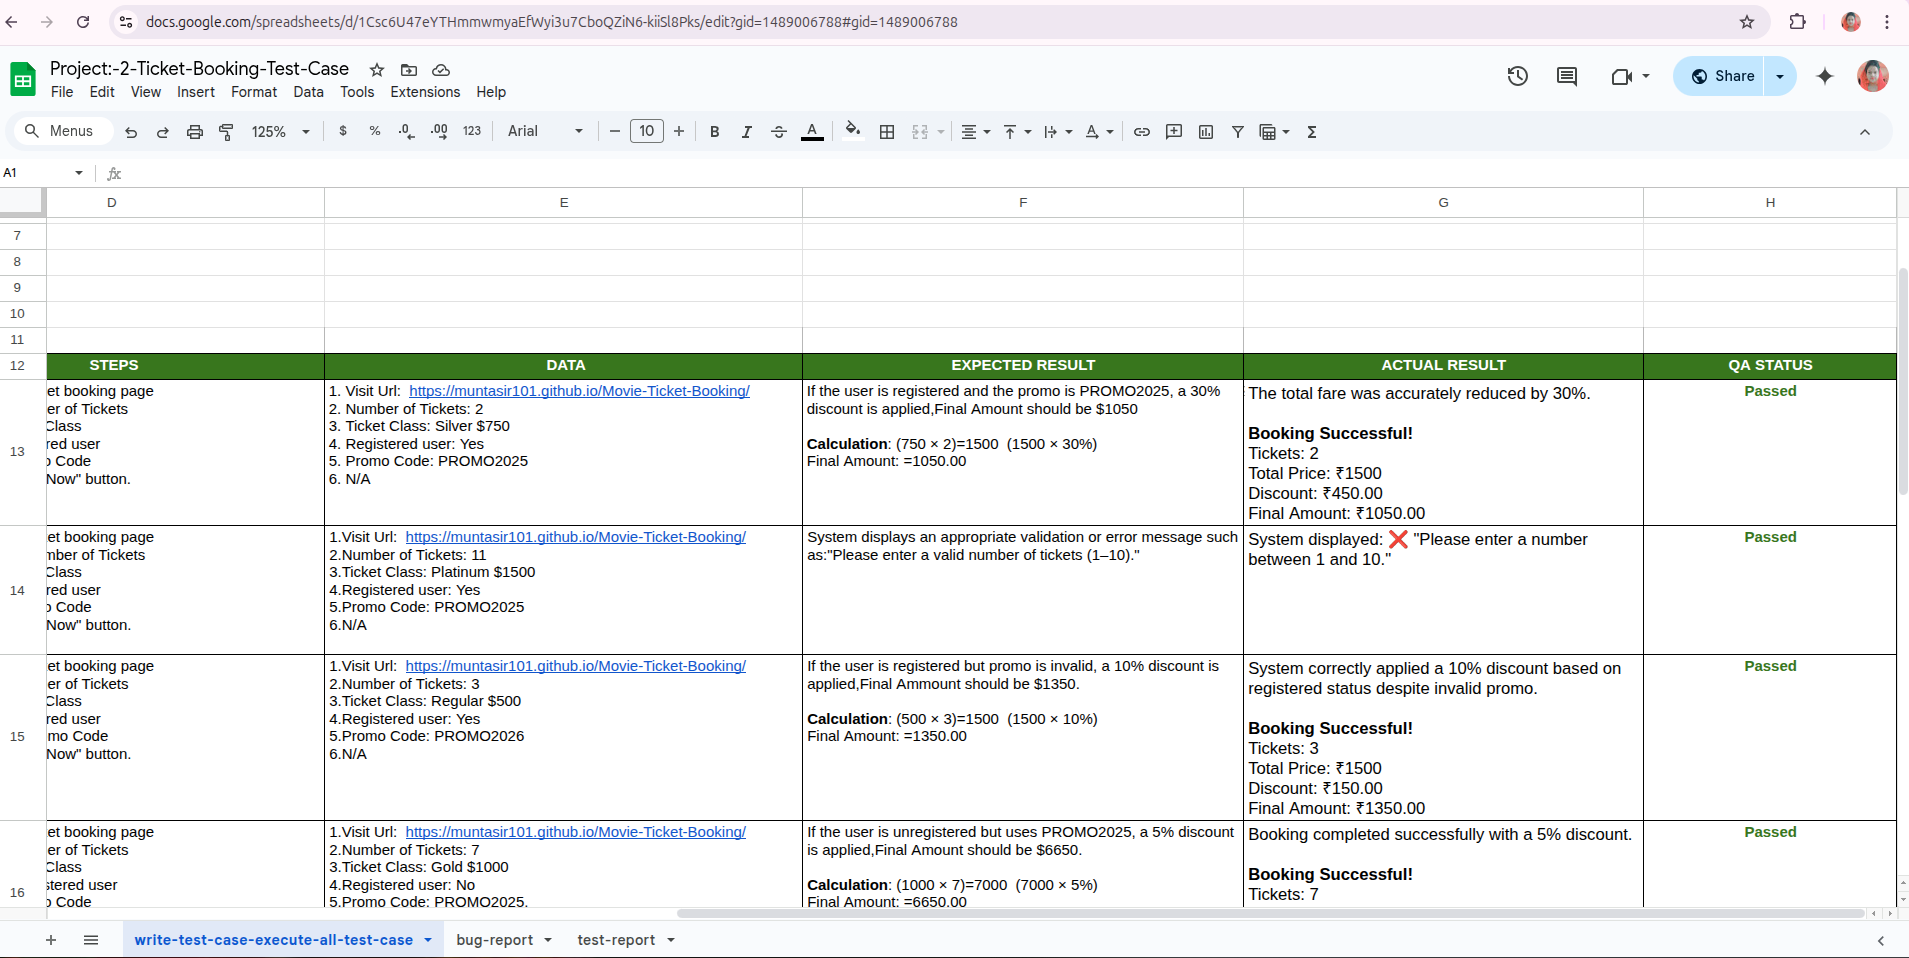 docs.google.com/spreadsheets/d/1Csc6U47eYTHmmwmyaEfWyi3u7CboQZiN6-kiiSl8Pks/edit?gid=1489006788#gid=1489006788
Project:-2-Ticket-Booking-Test-Case
Share
File Edit View Insert Format Data Tools Extensions Help
Menus 125% $ % .0 .00 123 Arial 10 B I A Σ
A1 fx
D E F G H
7
8
9
10
11
12 STEPS DATA EXPECTED RESULT ACTUAL RESULT QA STATUS
13
et booking page
er of Tickets
Class
red user
o Code
Now" button.
1. Visit Url: https://muntasir101.github.io/Movie-Ticket-Booking/
2. Number of Tickets: 2
3. Ticket Class: Silver $750
4. Registered user: Yes
5. Promo Code: PROMO2025
6. N/A
If the user is registered and the promo is PROMO2025, a 30%
discount is applied,Final Amount should be $1050
Calculation: (750 × 2)=1500 (1500 × 30%)
Final Amount: =1050.00
The total fare was accurately reduced by 30%.
Booking Successful!
Tickets: 2
Total Price: ₹1500
Discount: ₹450.00
Final Amount: ₹1050.00
Passed
14
et booking page
mber of Tickets
Class
red user
o Code
Now" button.
1.Visit Url: https://muntasir101.github.io/Movie-Ticket-Booking/
2.Number of Tickets: 11
3.Ticket Class: Platinum $1500
4.Registered user: Yes
5.Promo Code: PROMO2025
6.N/A
System displays an appropriate validation or error message such
as:"Please enter a valid number of tickets (1–10)."
System displayed: ❌ "Please enter a number
between 1 and 10."
Passed
15
et booking page
er of Tickets
Class
red user
mo Code
Now" button.
1.Visit Url: https://muntasir101.github.io/Movie-Ticket-Booking/
2.Number of Tickets: 3
3.Ticket Class: Regular $500
4.Registered user: Yes
5.Promo Code: PROMO2026
6.N/A
If the user is registered but promo is invalid, a 10% discount is
applied,Final Ammount should be $1350.
Calculation: (500 × 3)=1500 (1500 × 10%)
Final Amount: =1350.00
System correctly applied a 10% discount based on
registered status despite invalid promo.
Booking Successful!
Tickets: 3
Total Price: ₹1500
Discount: ₹150.00
Final Amount: ₹1350.00
Passed
16
et booking page
er of Tickets
Class
stered user
o Code
1.Visit Url: https://muntasir101.github.io/Movie-Ticket-Booking/
2.Number of Tickets: 7
3.Ticket Class: Gold $1000
4.Registered user: No
5.Promo Code: PROMO2025.
If the user is unregistered but uses PROMO2025, a 5% discount
is applied,Final Amount should be $6650.
Calculation: (1000 × 7)=7000 (7000 × 5%)
Final Amount: =6650.00
Booking completed successfully with a 5% discount.
Booking Successful!
Tickets: 7
Passed
write-test-case-execute-all-test-case bug-report test-report